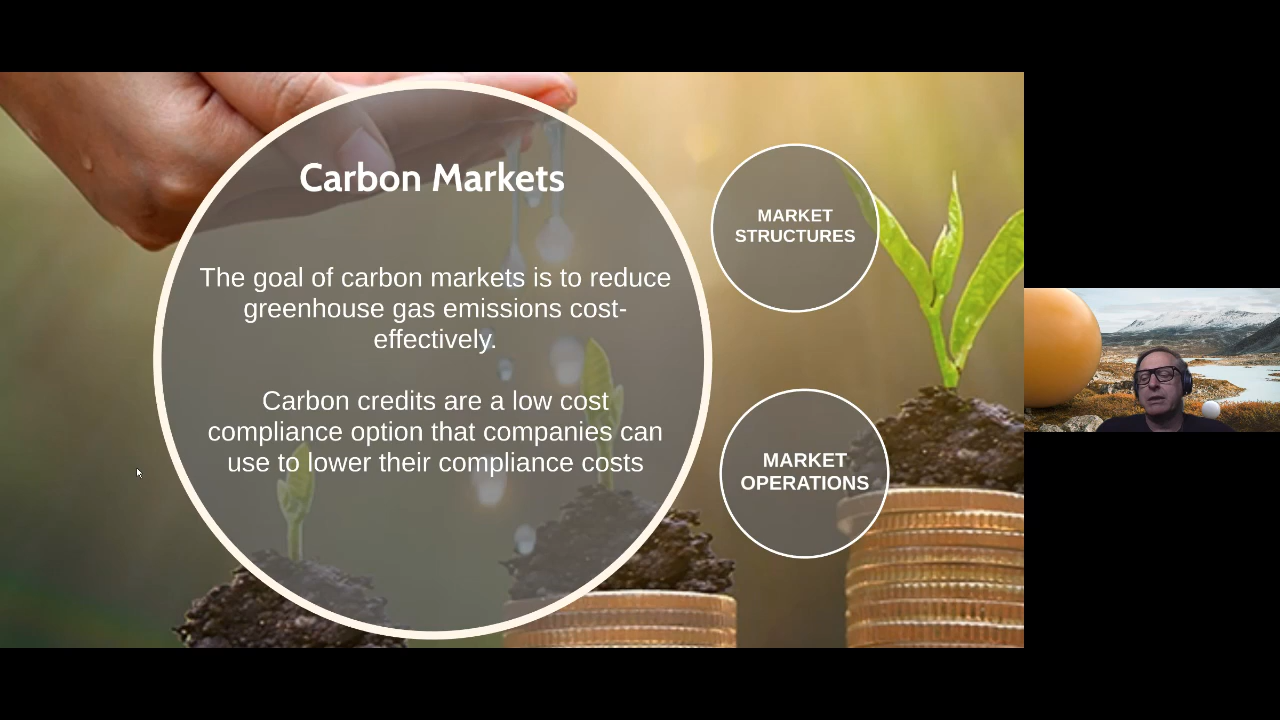 Carbon Markets
The goal of carbon markets is to reduce
greenhouse gas emissions cost-
effectively.
Carbon credits are a low cost
compliance option that companies can
use to lower their compliance costs
MARKET
STRUCTURES
MARKET
OPERATIONS